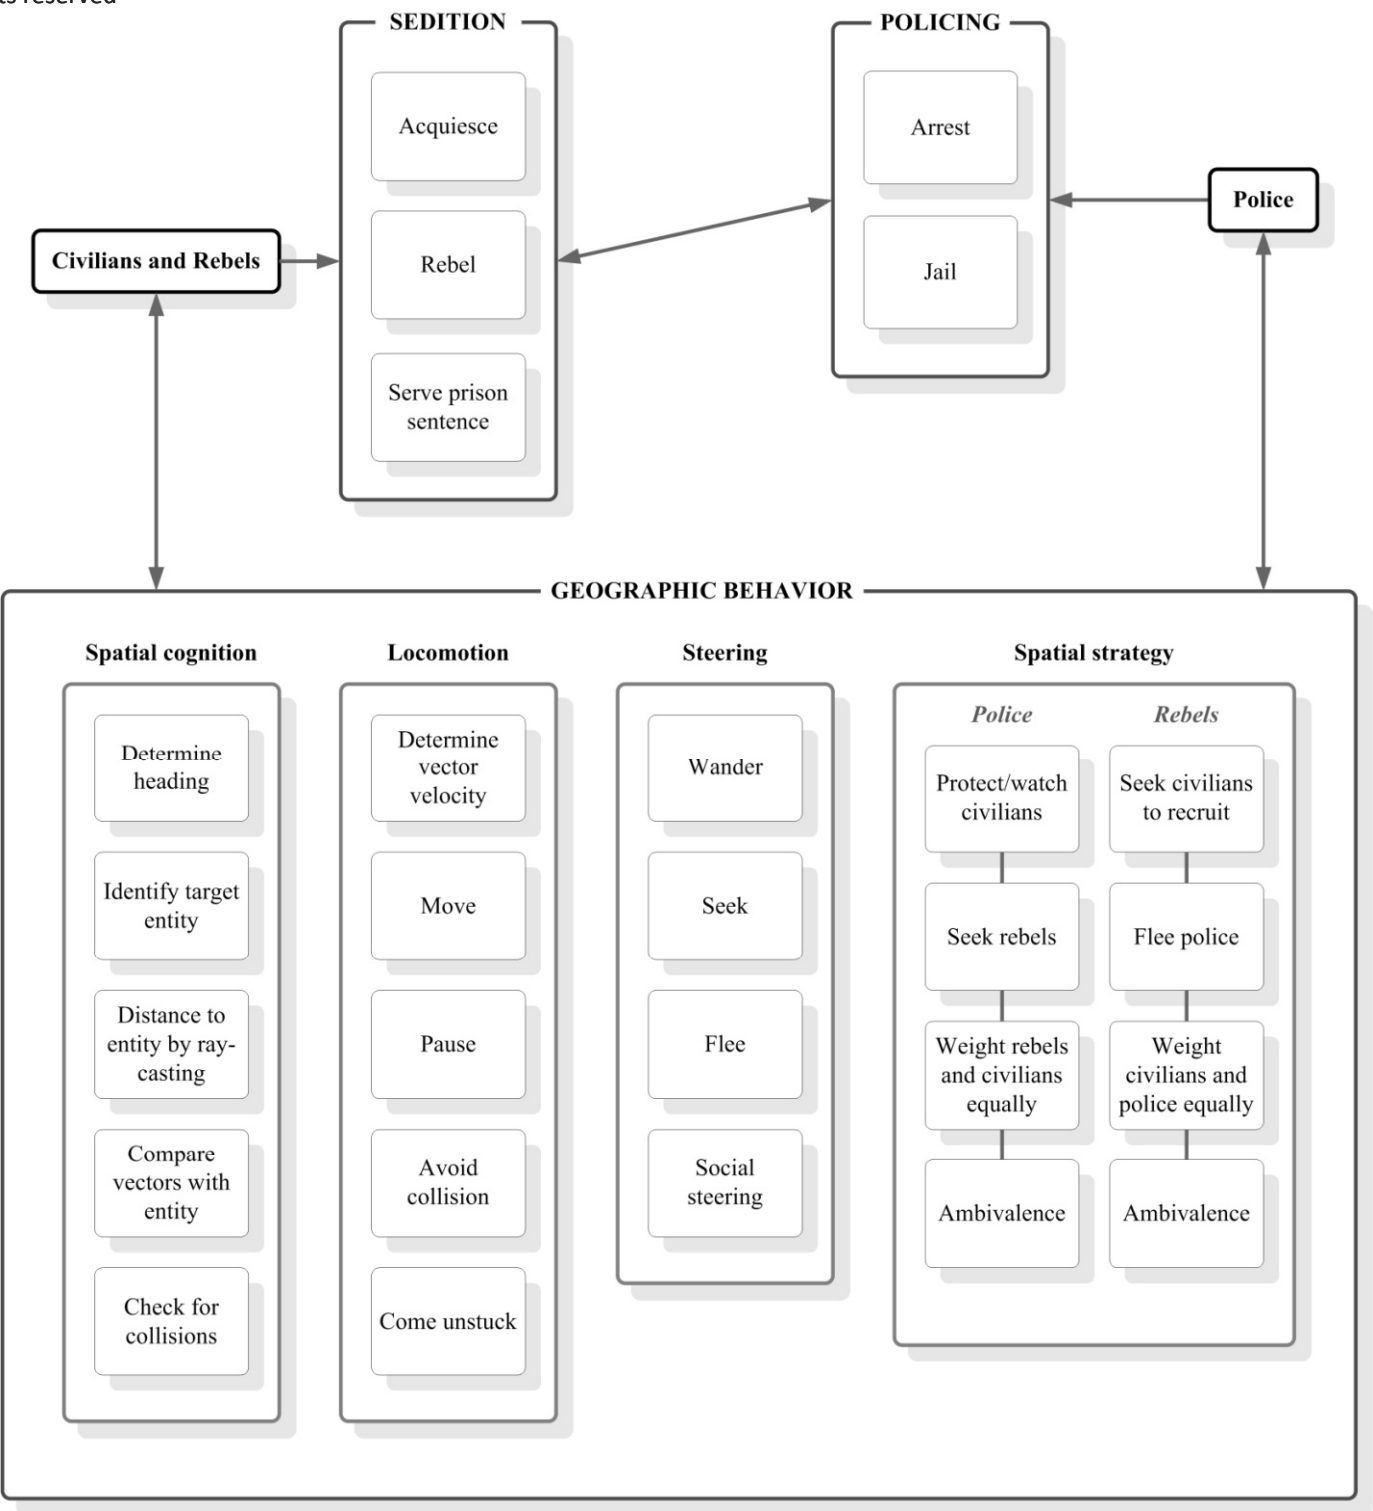 ts reserved
SEDITION
Acquiesce
Rebel
Serve prison
sentence
POLICING
Arrest
Jail
Police
Civilians and Rebels
GEOGRAPHIC BEHAVIOR
Spatial cognition
Determine
heading
Identify target
entity
Distance to
entity by ray-
casting
Compare
vectors with
entity
Check for
collisions
Locomotion
Determine
vector
velocity
Move
Pause
Avoid
collision
Come unstuck
Steering
Wander
Seek
Flee
Social
steering
Spatial strategy
Police
Protect/watch
civilians
Seek rebels
Weight rebels
and civilians
equally
Ambivalence
Rebels
Seek civilians
to recruit
Flee police
Weight
civilians and
police equally
Ambivalence